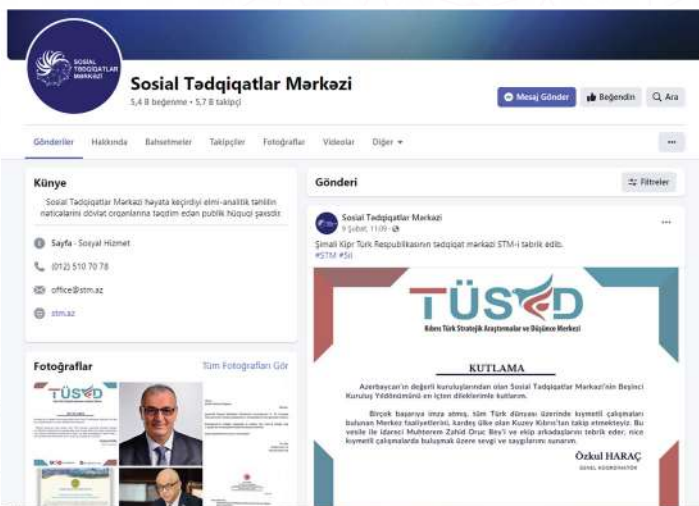 SOSIAL
TƏDQİQATLAR
MƏRKƏZİ
Sosial Tədqiqatlar Mərkəzi
5,4 B beğenme • 5,7 B takipçi
Mesaj Gönder
Beğendin
Ara
Gönderiler
Hakkında
Bahsetmeler
Takipçiler
Fotoğraflar
Videolar
Diğer
Künye
Sosial Tədqiqatlar Mərkəzi həyata keçirdiyi elmi-analitik təhlilin
nəticələrini dövlət orqanlarına təqdim edən publik hüquqi şəxsdir.
Sayfa · Sosyal Hizmet
(012) 510 70 78
office@stm.az
stm.az
Fotoğraflar
Tüm Fotoğrafları Gör
TÜSED
Gönderi
Filtreler
Sosial Tədqiqatlar Mərkəzi
9 Şubat, 11:09
Şimali Kipr Türk Respublikasının tədqiqat mərkəzi STM-i təbrik edib.
#STM #5il
TÜSED
Kıbrıs Türk Stratejik Araştırmalar ve Düşünce Merkezi
KUTLAMA
Azerbaycan'ın değerli kuruluşlarından olan Sosial Tadqiqatlar Markazi'nin Beşinci
Kuruluş Yıldönümünü en içten dileklerimle kutlarım.
Birçok başarıya imza atmış, tüm Türk dünyası üzerinde kıymetli çalışmaları
bulunan Merkez faaliyetlerini, kardeş ülke olan Kuzey Kıbrıs'tan takip etmekteyiz. Bu
vesile ile idareci Muhterem Zahid Oruc Bey'i ve ekip arkadaşlarını tebrik eder, nice
kıymetli çalışmalarda buluşmak üzere sevgi ve saygılarımı sunarım.
Özkul HARAÇ
GENEL KOORDİNATÖR